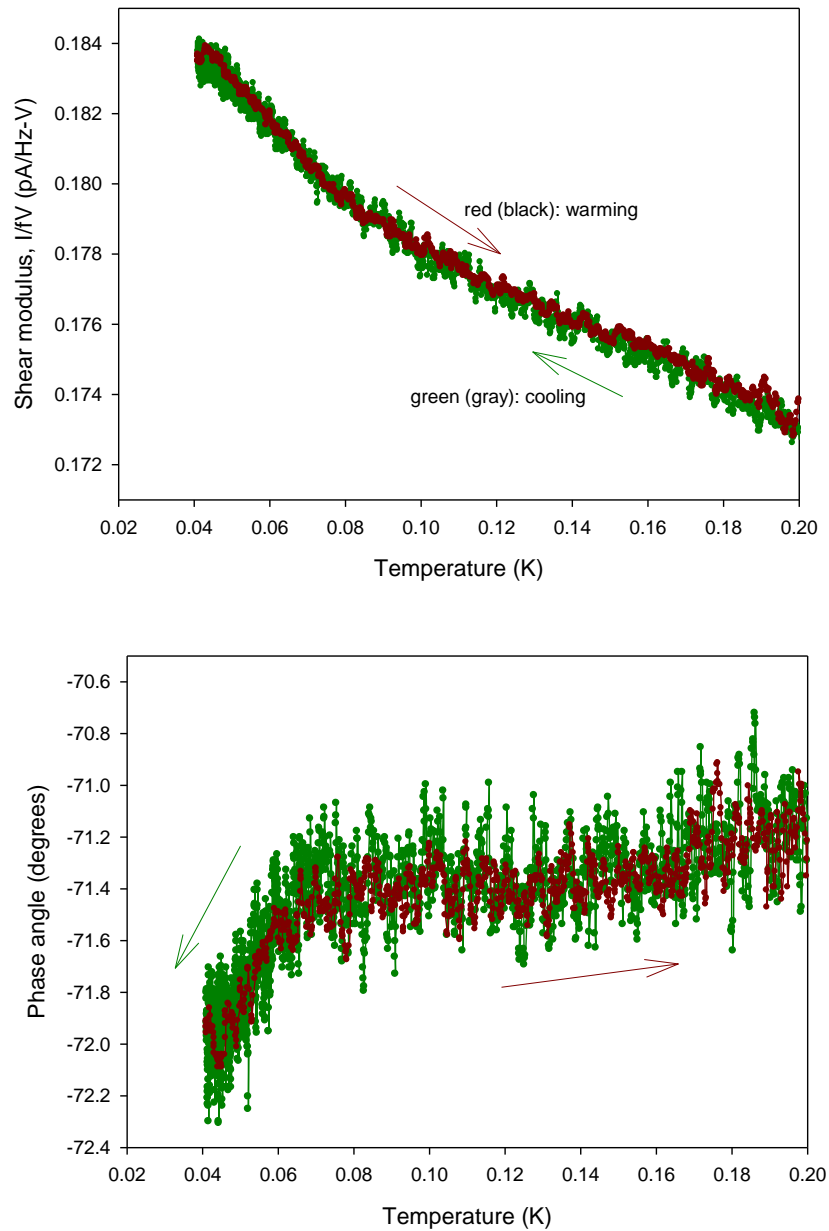 0.184
0.182
0.180
0.178
0.176
0.174
0.172
Shear modulus, I/fV (pA/Hz-V)
red (black): warming
green (gray): cooling
0.02 0.04 0.06 0.08 0.10 0.12 0.14 0.16 0.18 0.20
Temperature (K)
-70.6
-70.8
-71.0
-71.2
-71.4
-71.6
-71.8
-72.0
-72.2
-72.4
Phase angle (degrees)
0.02 0.04 0.06 0.08 0.10 0.12 0.14 0.16 0.18 0.20
Temperature (K)